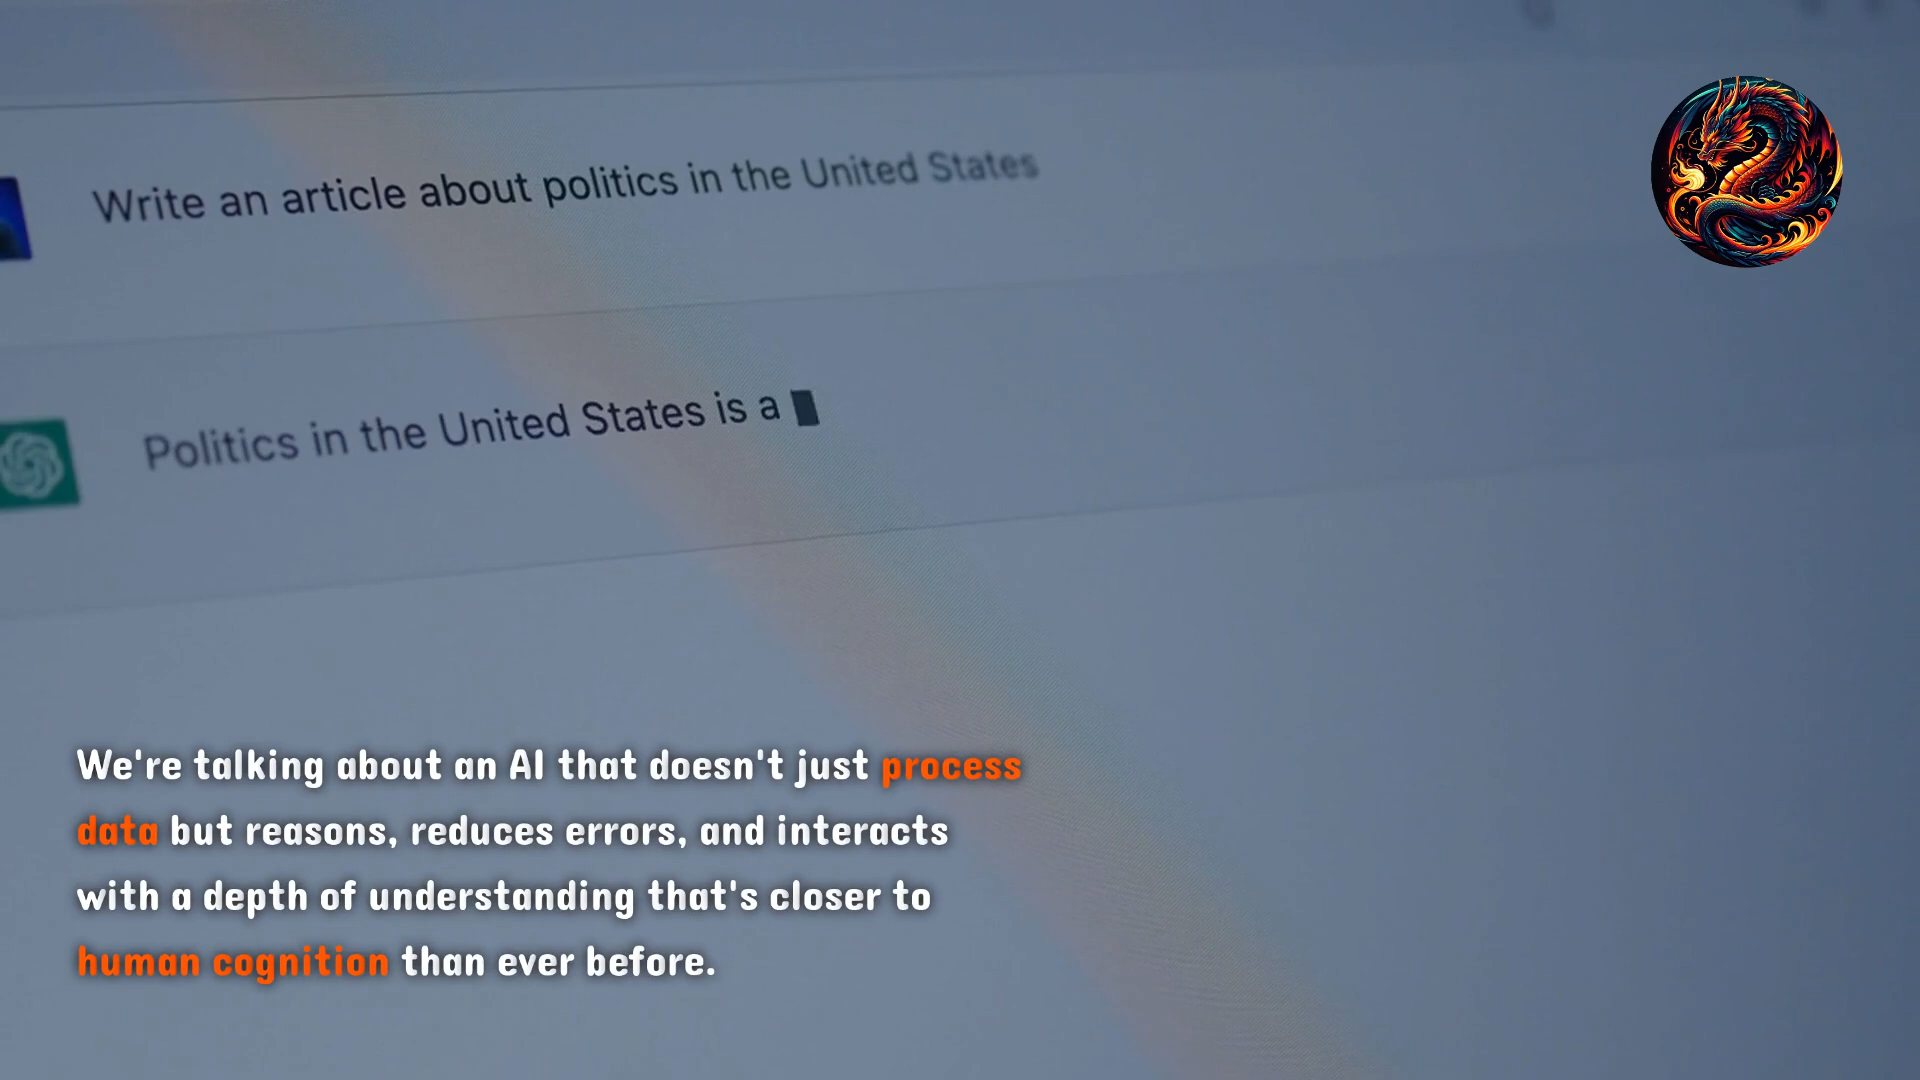 Write an article about politics in the United States
Politics in the United States is a
We're talking about an AI that doesn't just process
data but reasons, reduces errors, and interacts
with a depth of understanding that's closer to
human cognition than ever before.